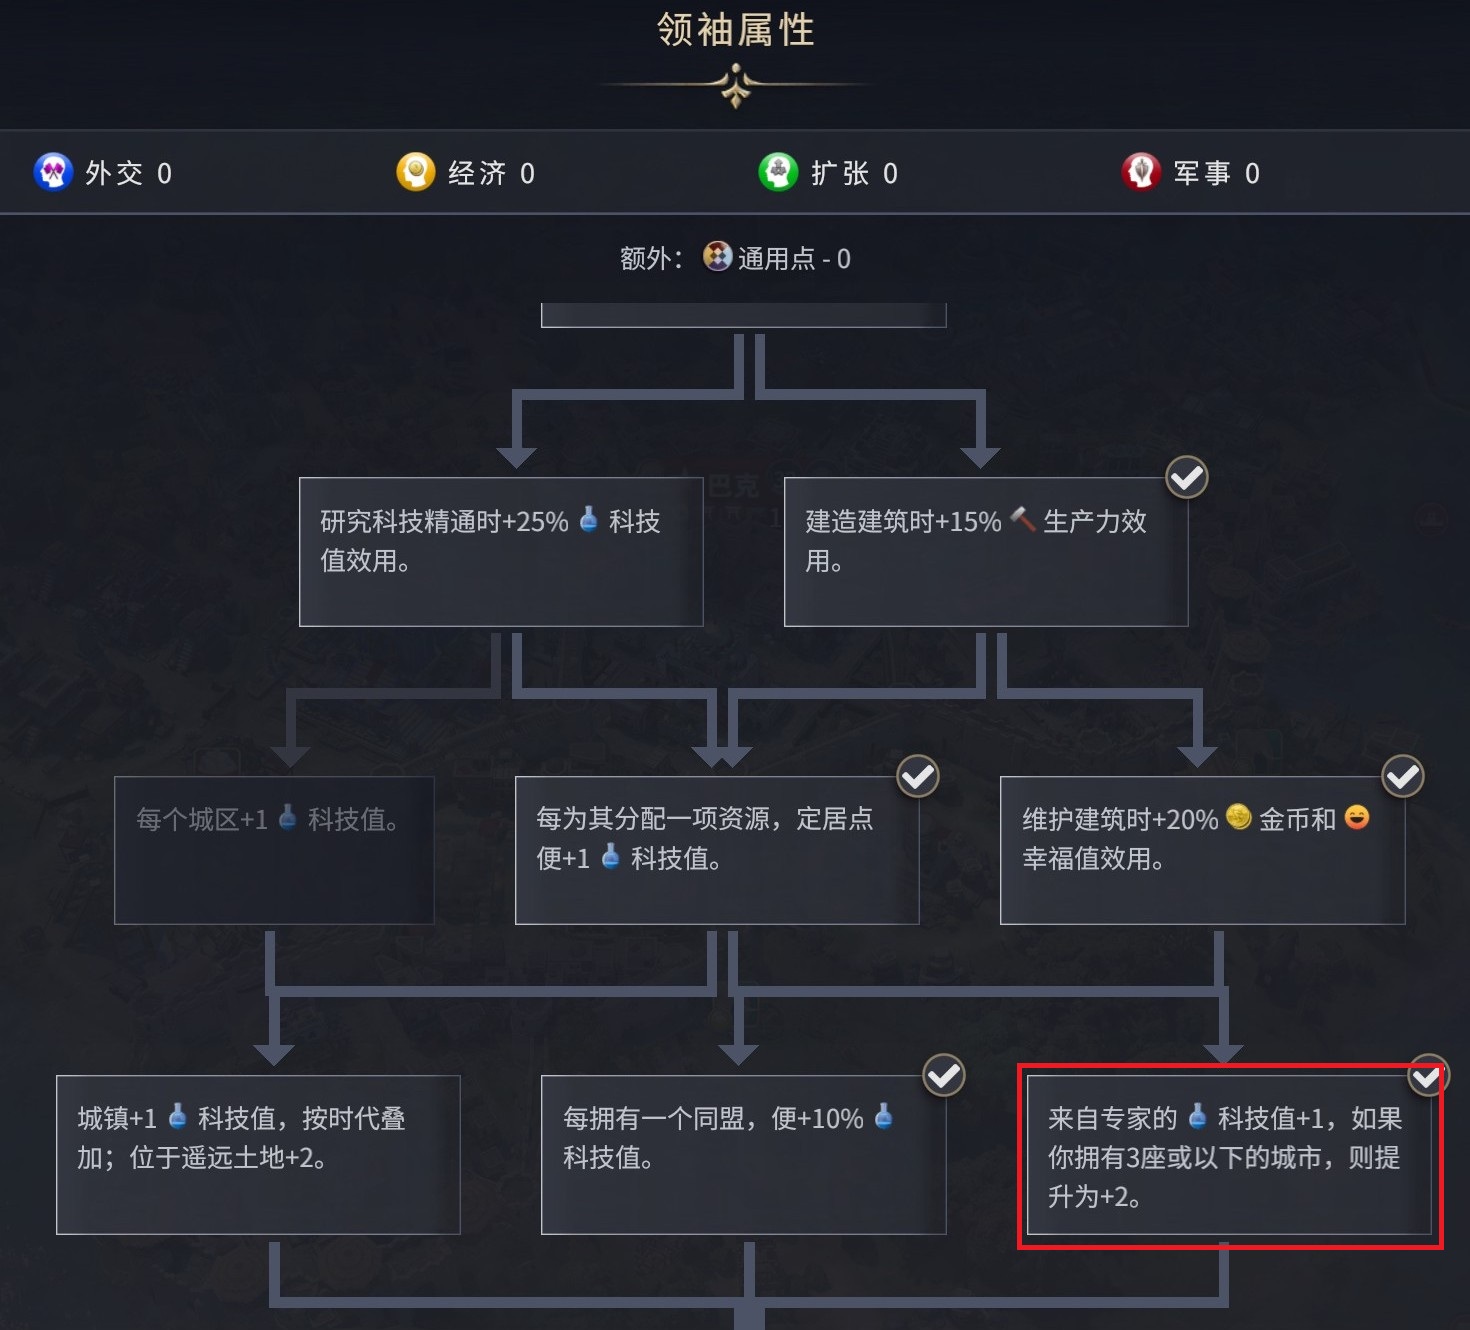 领袖属性
外交 0
经济 0
扩张 0
军事 0
额外： 通用点 - 0
研究科技精通时+25% 科技
值效用。
建造建筑时+15% 生产力效
用。
每个城区+1 科技值。
每为其分配一项资源，定居点
便+1 科技值。
维护建筑时+20% 金币和
幸福值效用。
城镇+1 科技值，按时代叠
加；位于遥远土地+2。
每拥有一个同盟，便+10%
科技值。
来自专家的 科技值+1，如果
你拥有3座或以下的城市，则提
升为+2。